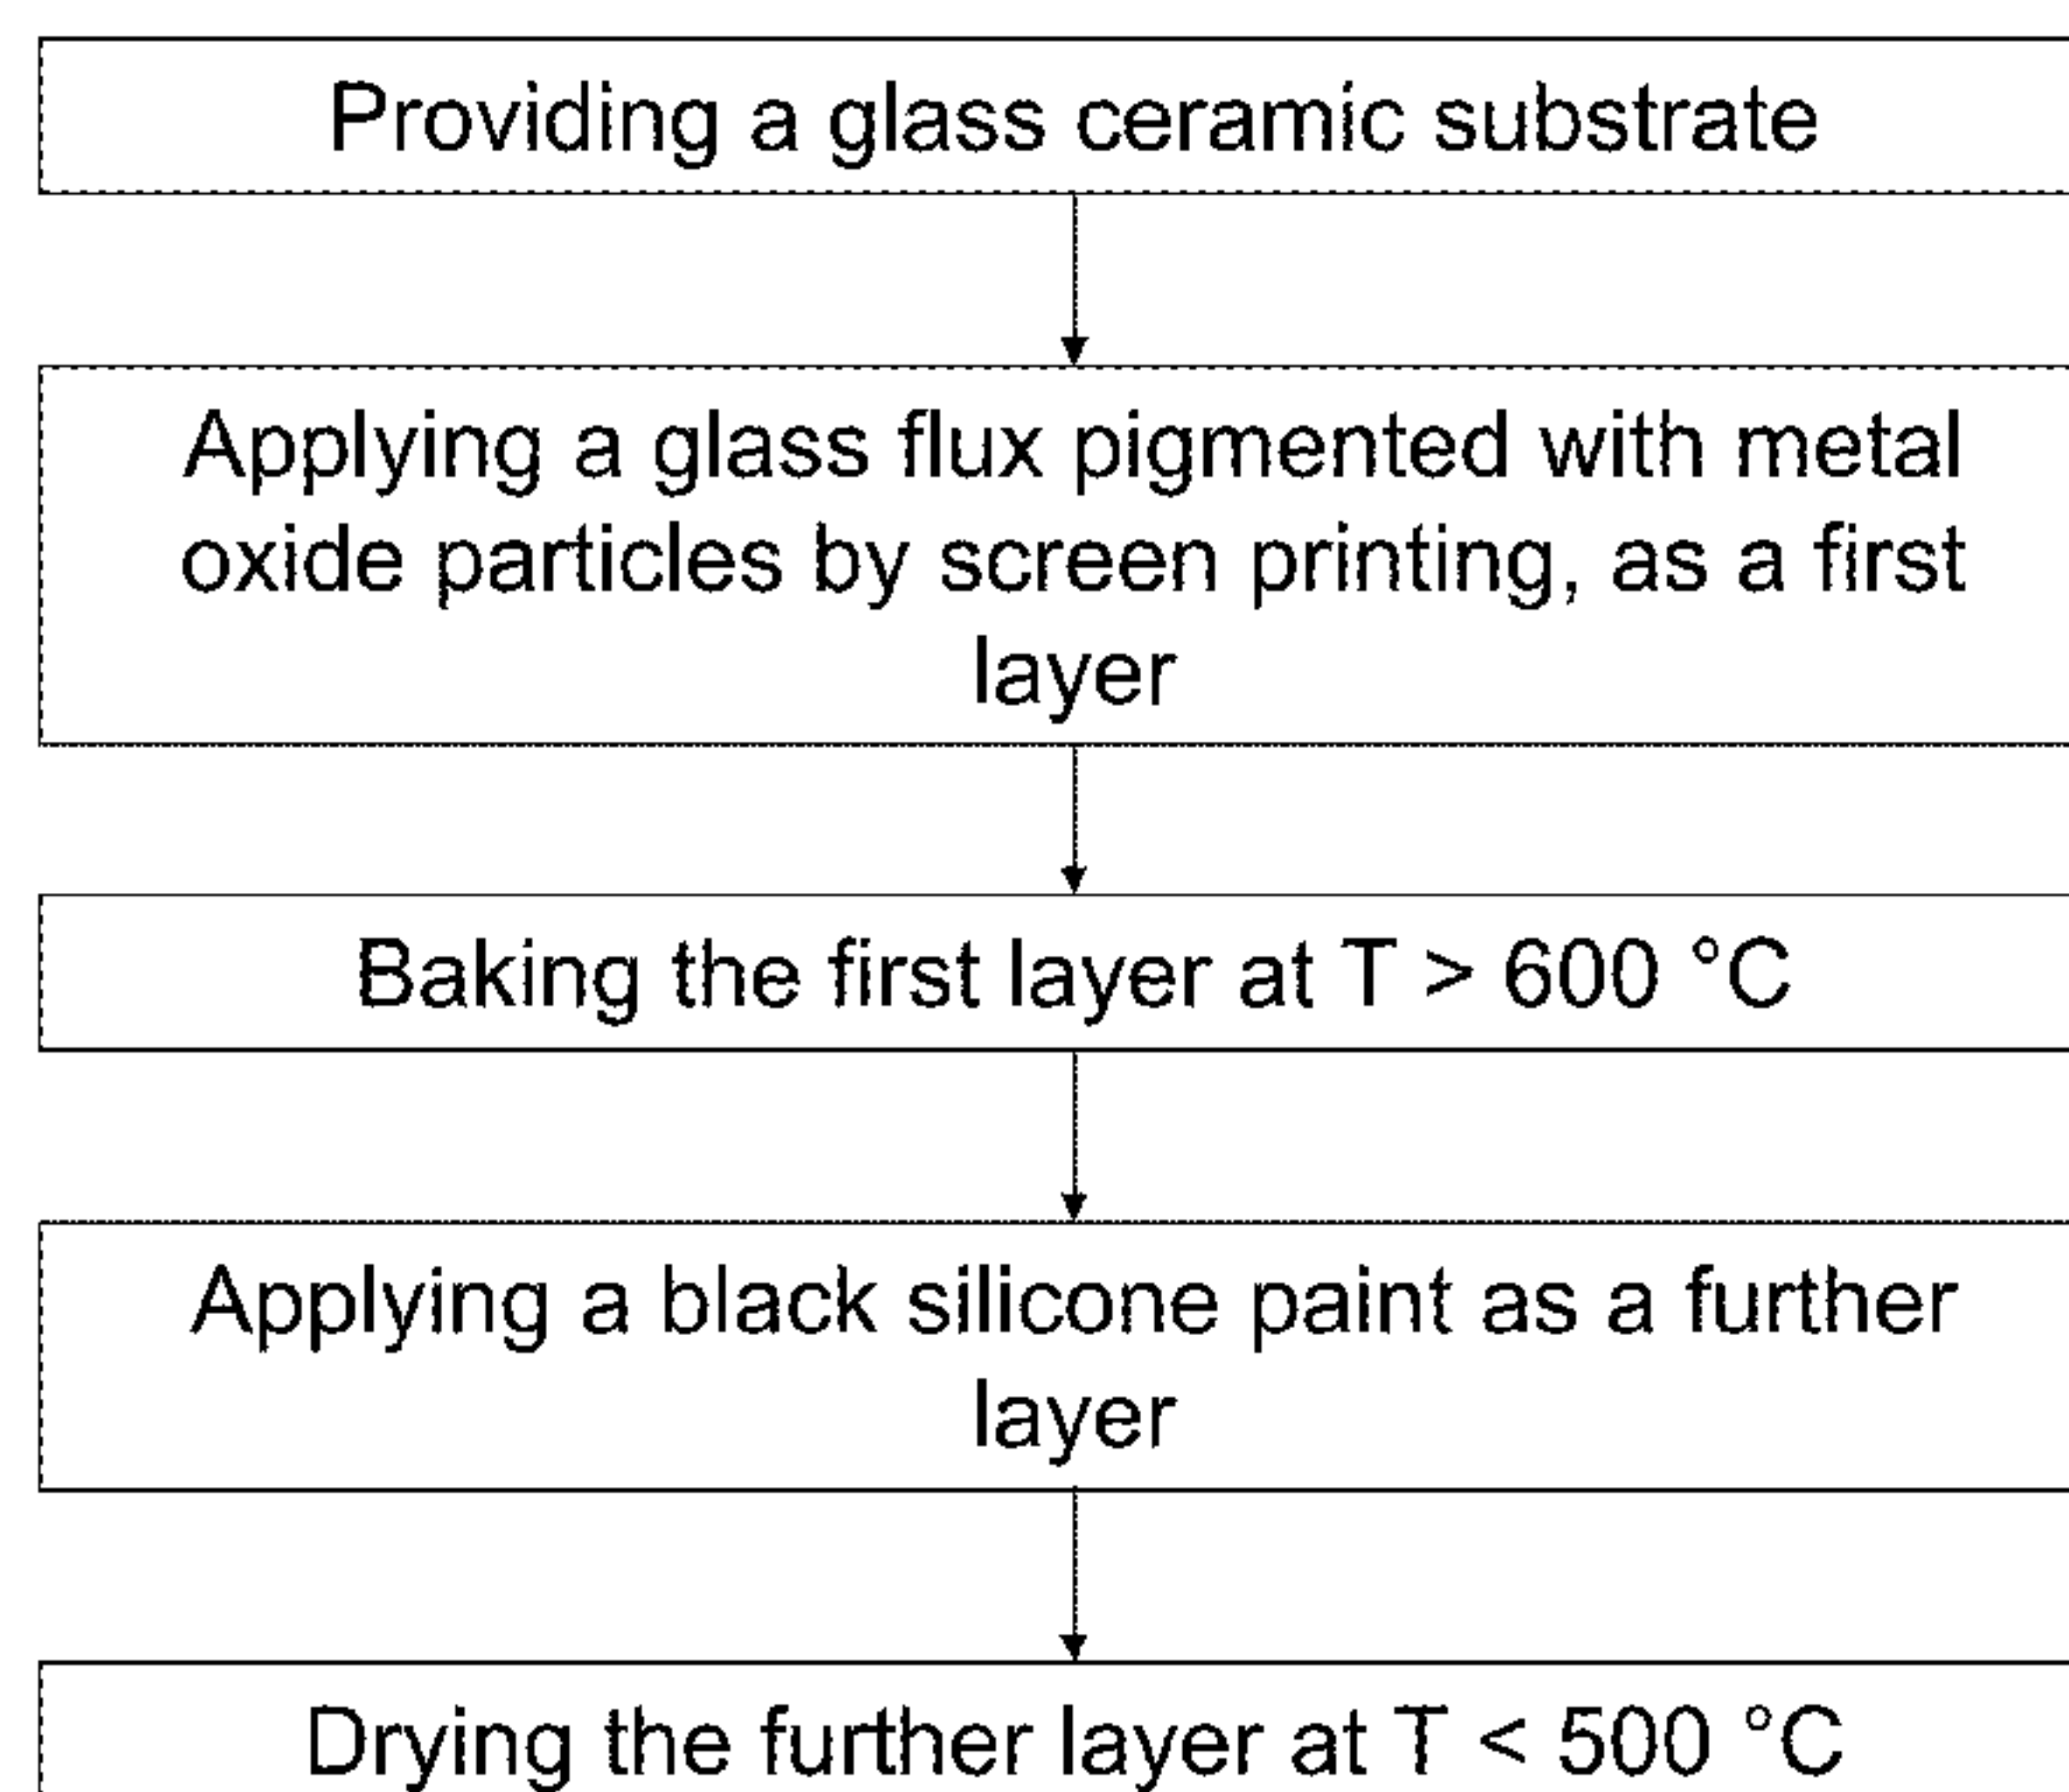 Providing a glass ceramic substrate
Applying a glass flux pigmented with metal
oxide particles by screen printing, as a first
layer
Baking the first layer at T > 600 °C
Applying a black silicone paint as a further
layer
Drying the further layer at T < 500 °C